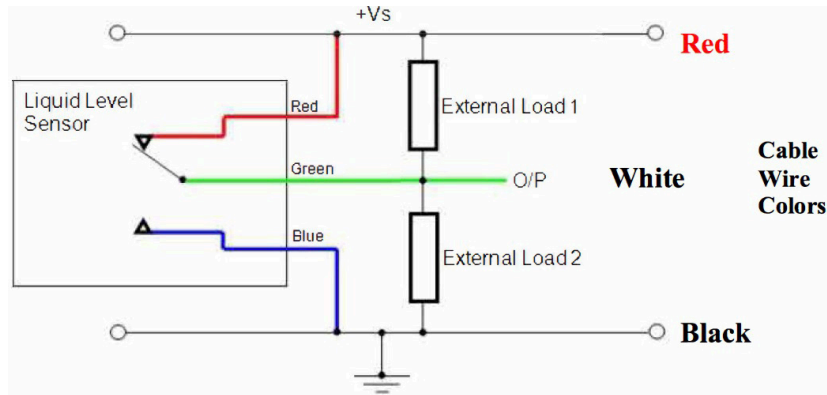 +Vs
Red
Liquid Level
Sensor
Red
External Load 1
Green
O/P
White
Cable
Wire
Colors
Blue
External Load 2
Black